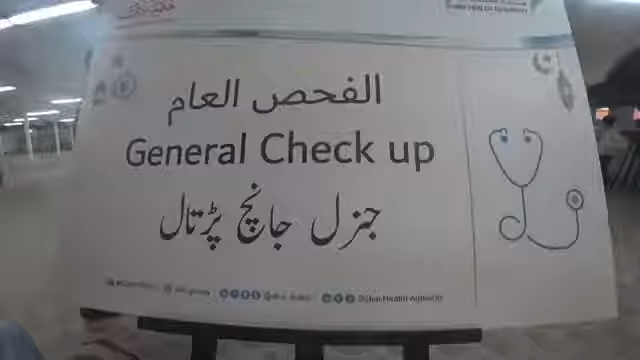 الفحص العام
General Check up
جنرل جانچ پڑتال